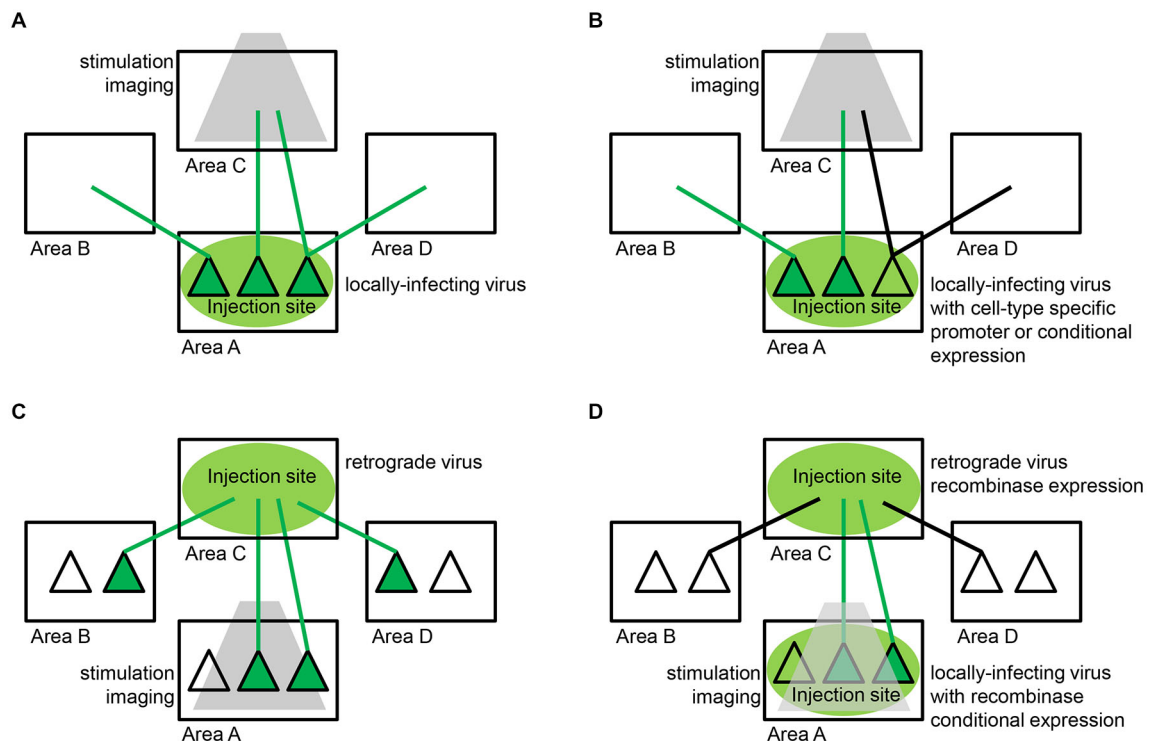 A
stimulation
imaging
Area C
Area B
Area D
Injection site
locally-infecting virus
Area A
B
stimulation
imaging
Area C
Area B
Area D
Injection site
locally-infecting virus
with cell-type specific
promoter or conditional
expression
Area A
C
Injection site
retrograde virus
Area C
Area B
Area D
stimulation
imaging
Area A
D
Injection site
retrograde virus
recombinase expression
Area C
Area B
Area D
stimulation
imaging
Injection site
locally-infecting virus
with recombinase
conditional expression
Area A